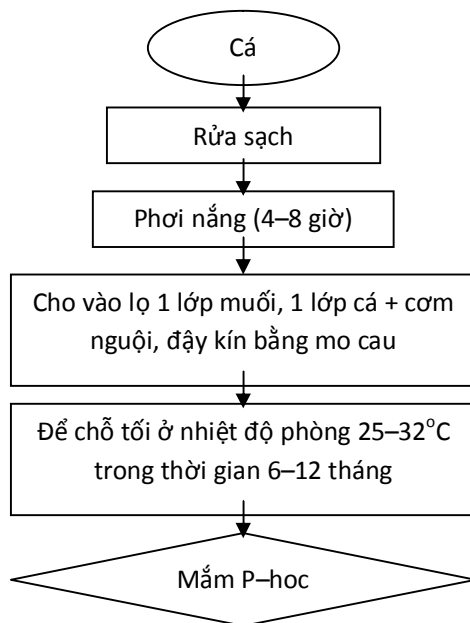 Cá
Rửa sạch
Phơi nắng (4–8 giờ)
Cho vào lọ 1 lớp muối, 1 lớp cá + cơm
nguội, đậy kín bằng mo cau
Để chỗ tối ở nhiệt độ phòng 25–32°C
trong thời gian 6–12 tháng
Mắm P–hoc